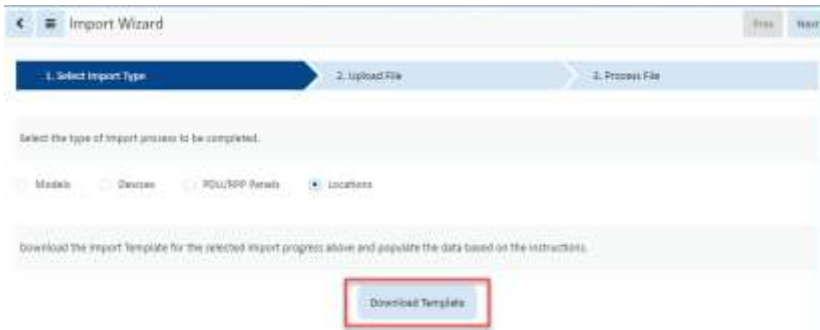 Import Wizard
Prev Next
1. Select Import Type 2. Upload File 3. Process File
Select the type of import process to be completed.
Models Devices PDU/RPP Panels Locations
Download the Import Template for the selected import progress above and populate the data based on the instructions.
Download Template